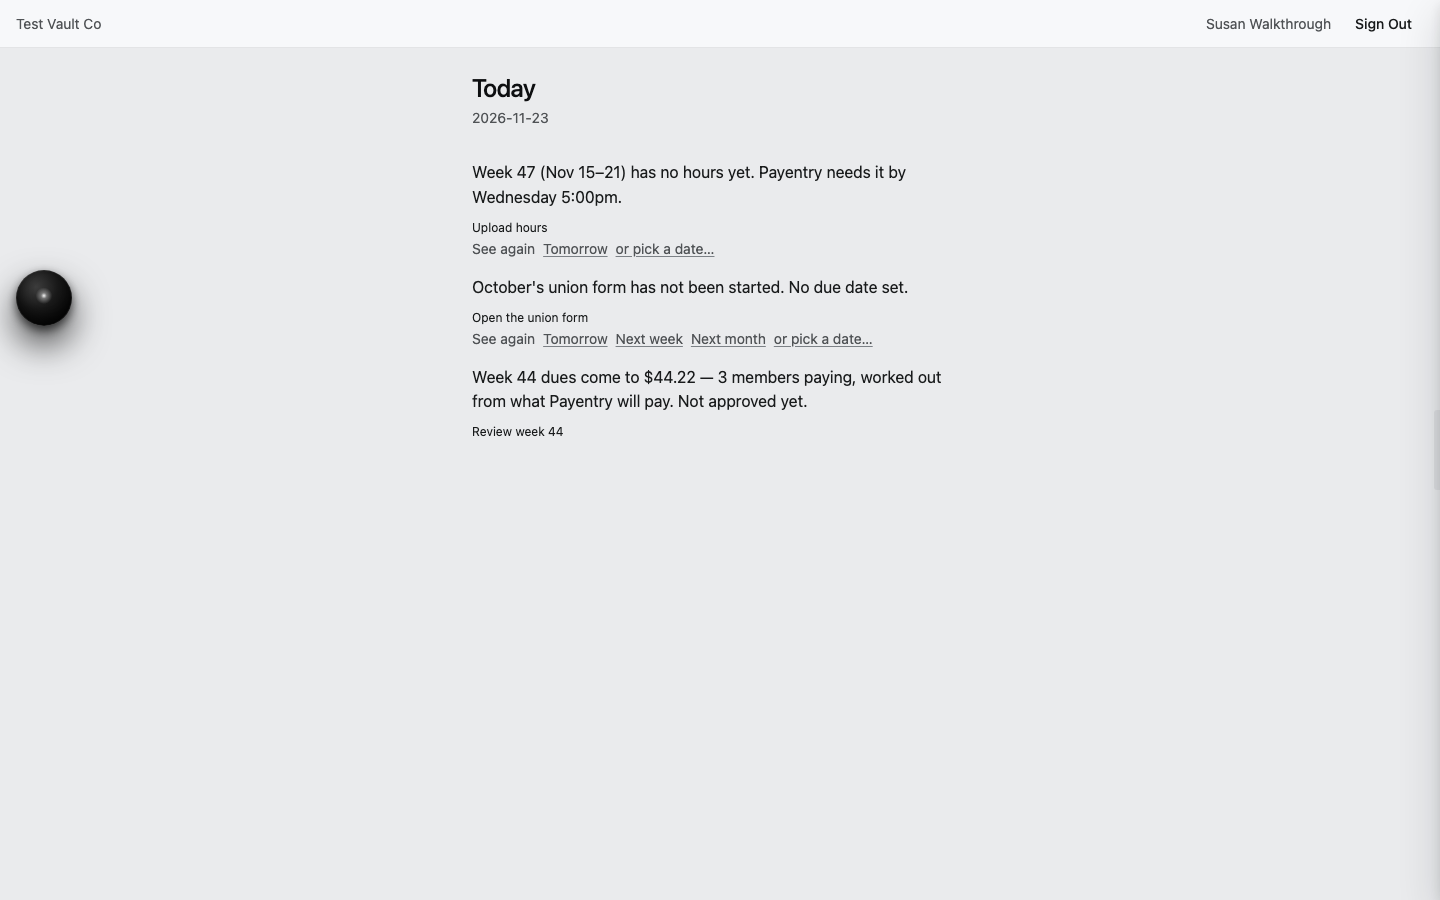 Test Vault Co
Susan Walkthrough
Sign Out
Today
2026-11-23
Week 47 (Nov 15–21) has no hours yet. Payentry needs it by
Wednesday 5:00pm.
Upload hours
See again Tomorrow or pick a date...
October's union form has not been started. No due date set.
Open the union form
See again Tomorrow Next week Next month or pick a date...
Week 44 dues come to $44.22 — 3 members paying, worked out
from what Payentry will pay. Not approved yet.
Review week 44